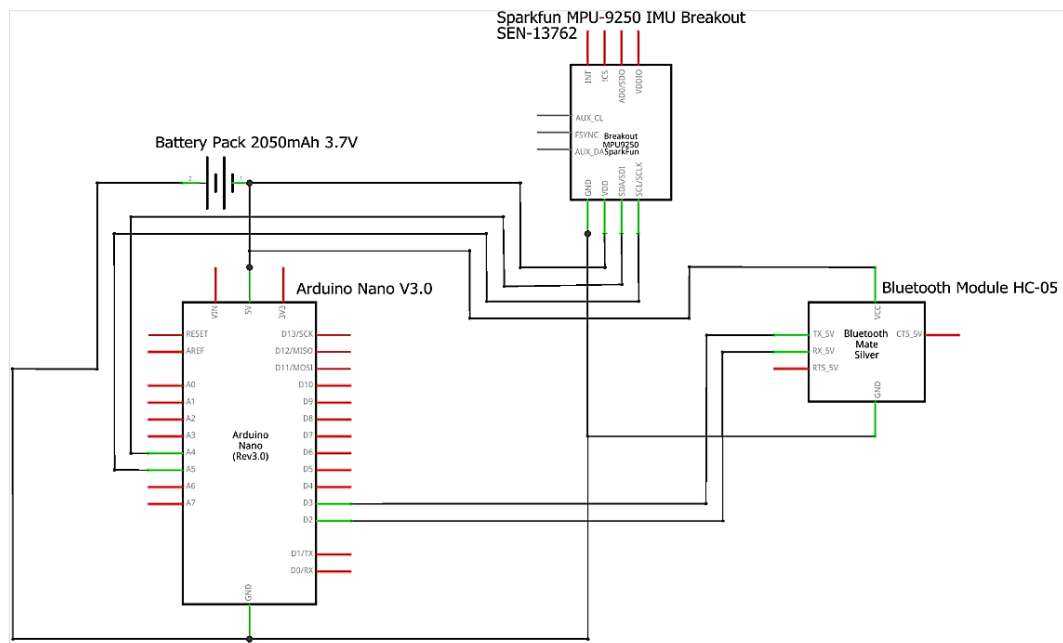 Sparkfun MPU-9250 IMU Breakout
SEN-13762
INT
!CS
AD0/SDO
VDDIO
AUX_CL
FSYNC
AUX_DA
Breakout
MPU9250
SparkFun
GND
VDD
SDA/SDI
SCL/SCLK
Battery Pack 2050mAh 3.7V
2
1
Arduino Nano V3.0
VIN
5V
3V3
RESET
AREF
A0
A1
A2
A3
A4
A5
A6
A7
Arduino
Nano
(Rev3.0)
D13/SCK
D12/MISO
D11/MOSI
D10
D9
D8
D7
D6
D5
D4
D3
D2
D1/TX
D0/RX
GND
Bluetooth Module HC-05
VCC
TX_5V
RX_5V
RTS_5V
Bluetooth
Mate
Silver
CTS_5V
GND